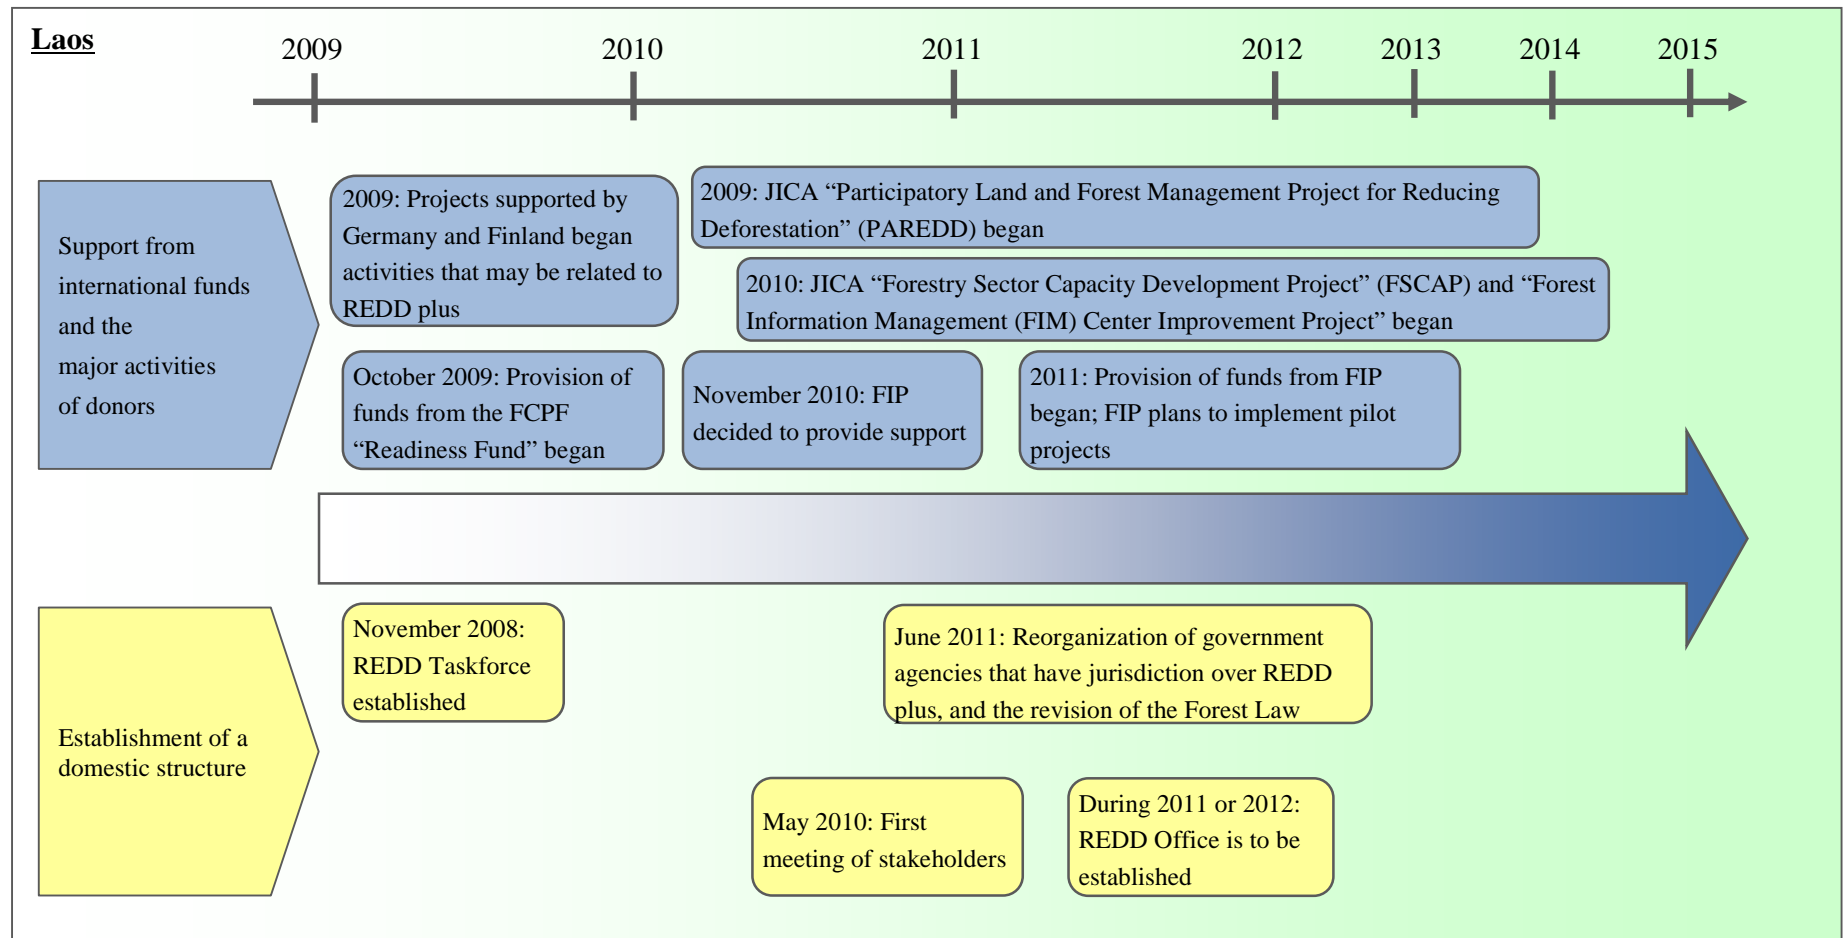 Laos
2009 2010 2011 2012 2013 2014 2015
Support from
international funds
and the
major activities
of donors
2009: Projects supported by
Germany and Finland began
activities that may be related to
REDD plus
2009: JICA “Participatory Land and Forest Management Project for Reducing
Deforestation” (PAREDD) began
2010: JICA “Forestry Sector Capacity Development Project” (FSCAP) and “Forest
Information Management (FIM) Center Improvement Project” began
October 2009: Provision of
funds from the FCPF
“Readiness Fund” began
November 2010: FIP
decided to provide support
2011: Provision of funds from FIP
began; FIP plans to implement pilot
projects
Establishment of a
domestic structure
November 2008:
REDD Taskforce
established
June 2011: Reorganization of government
agencies that have jurisdiction over REDD
plus, and the revision of the Forest Law
May 2010: First
meeting of stakeholders
During 2011 or 2012:
REDD Office is to be
established